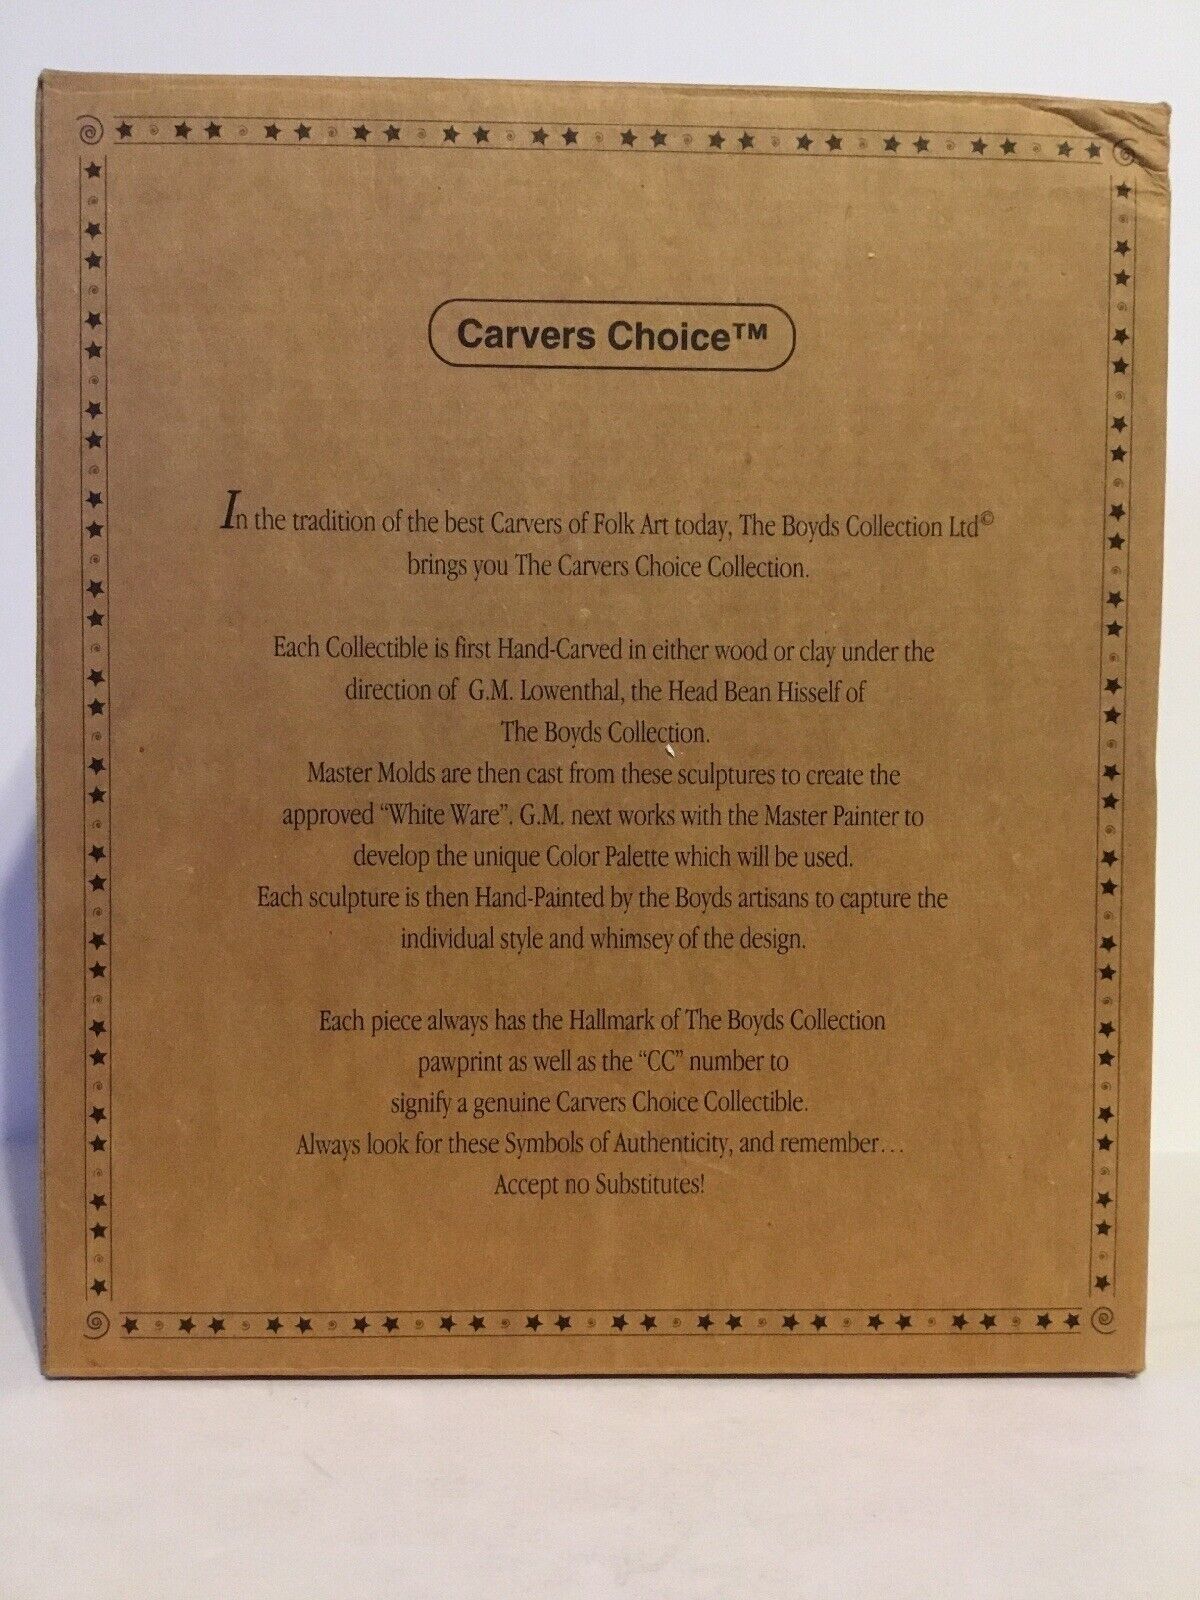 Carvers Choice™
In the tradition of the best Carvers of Folk Art today, The Boyds Collection Ltd©
brings you The Carvers Choice Collection.
Each Collectible is first Hand-Carved in either wood or clay under the
direction of G.M. Lowenthal, the Head Bean Hisself of
The Boyds Collection.
Master Molds are then cast from these sculptures to create the
approved “White Ware”. G.M. next works with the Master Painter to
develop the unique Color Palette which will be used.
Each sculpture is then Hand-Painted by the Boyds artisans to capture the
individual style and whimsey of the design.
Each piece always has the Hallmark of The Boyds Collection
pawprint as well as the “CC” number to
signify a genuine Carvers Choice Collectible.
Always look for these Symbols of Authenticity, and remember…
Accept no Substitutes!